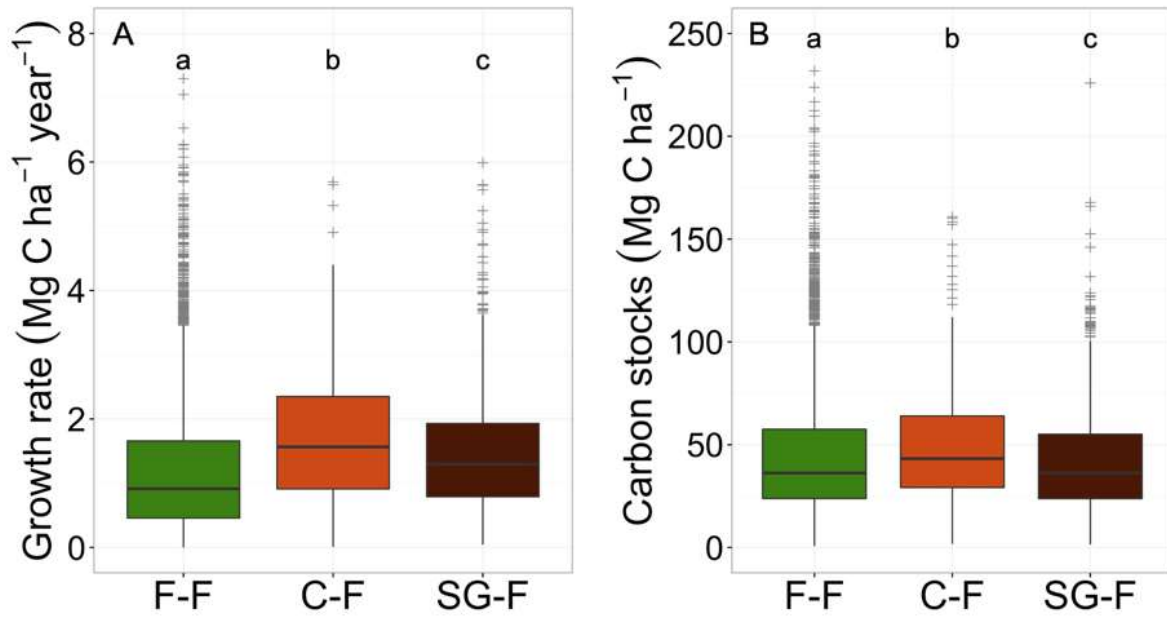 A
a b c
Growth rate (Mg C ha⁻¹ year⁻¹)
8
6
4
2
0
F-F C-F SG-F
B
a b c
Carbon stocks (Mg C ha⁻¹)
250
200
150
100
50
0
F-F C-F SG-F